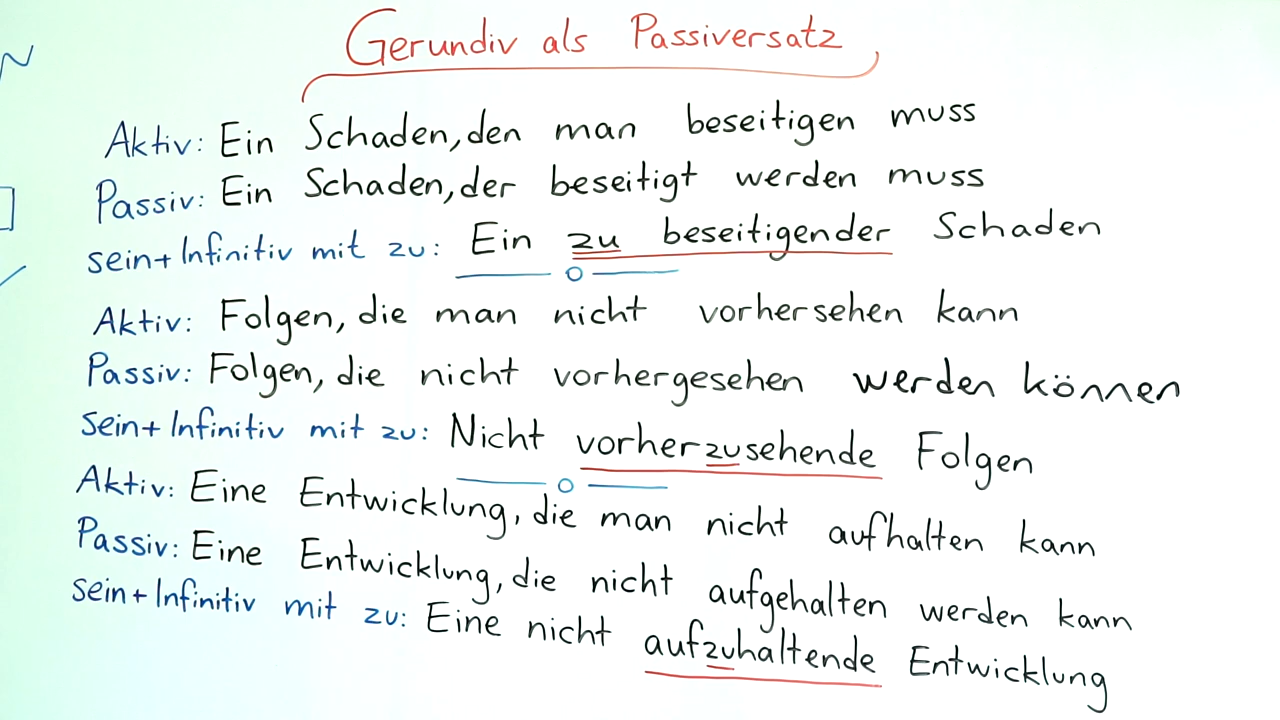 Gerundiv als Passiversatz
Aktiv: Ein Schaden, den man beseitigen muss
Passiv: Ein Schaden, der beseitigt werden muss
sein + Infinitiv mit zu: Ein zu beseitigender Schaden
Aktiv: Folgen, die man nicht vorhersehen kann
Passiv: Folgen, die nicht vorhergesehen werden können
sein + Infinitiv mit zu: Nicht vorherzusehende Folgen
Aktiv: Eine Entwicklung, die man nicht aufhalten kann
Passiv: Eine Entwicklung, die nicht aufgehalten werden kann
sein + Infinitiv mit zu: Eine nicht aufzuhaltende Entwicklung